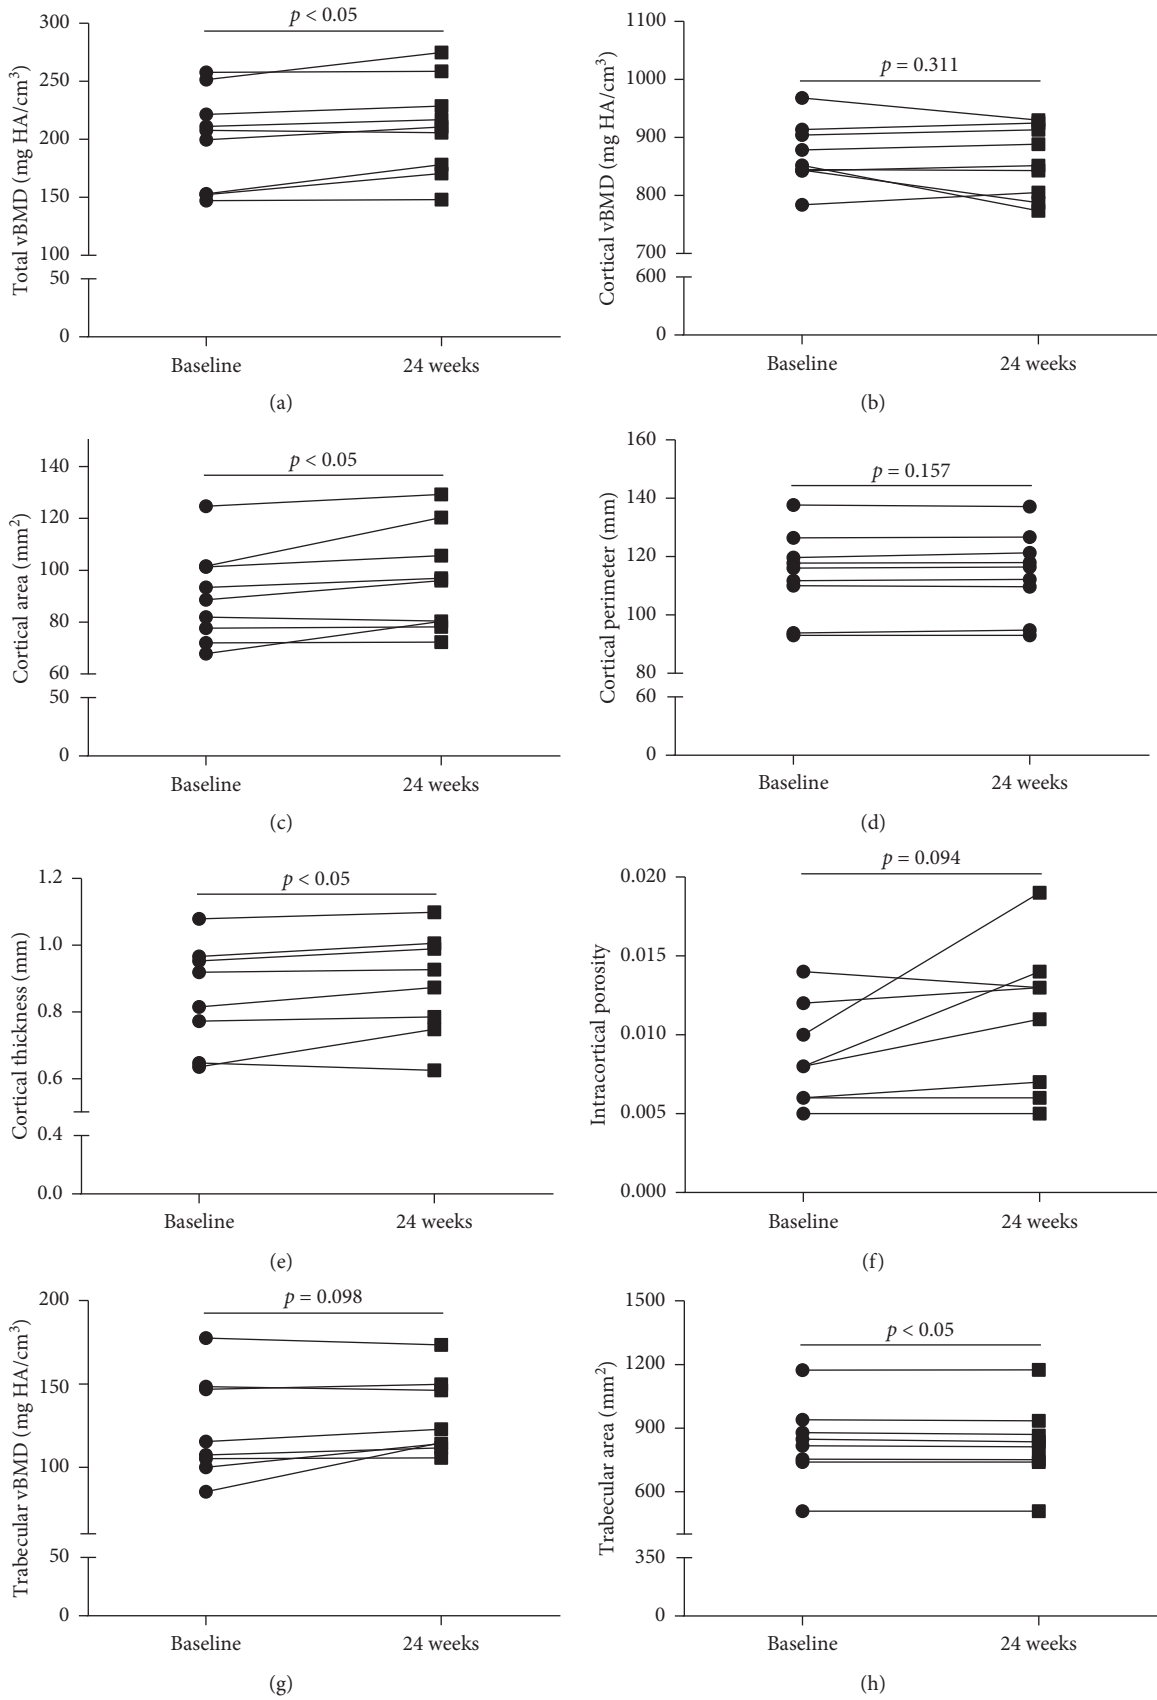 Total vBMD (mg HA/cm³)
300
250
200
150
100
50
0
p < 0.05
Baseline
24 weeks
(a)
Cortical vBMD (mg HA/cm³)
1100
1000
900
800
700
600
0
p = 0.311
Baseline
24 weeks
(b)
Cortical area (mm²)
140
120
100
80
60
50
0
p < 0.05
Baseline
24 weeks
(c)
Cortical perimeter (mm)
160
140
120
100
80
60
0
p = 0.157
Baseline
24 weeks
(d)
Cortical thickness (mm)
1.2
1.0
0.8
0.6
0.4
0.0
p < 0.05
Baseline
24 weeks
(e)
Intracortical porosity
0.020
0.015
0.010
0.005
0.000
p = 0.094
Baseline
24 weeks
(f)
Trabecular vBMD (mg HA/cm³)
200
150
100
50
0
p = 0.098
Baseline
24 weeks
(g)
Trabecular area (mm²)
1500
1200
900
600
350
0
p < 0.05
Baseline
24 weeks
(h)